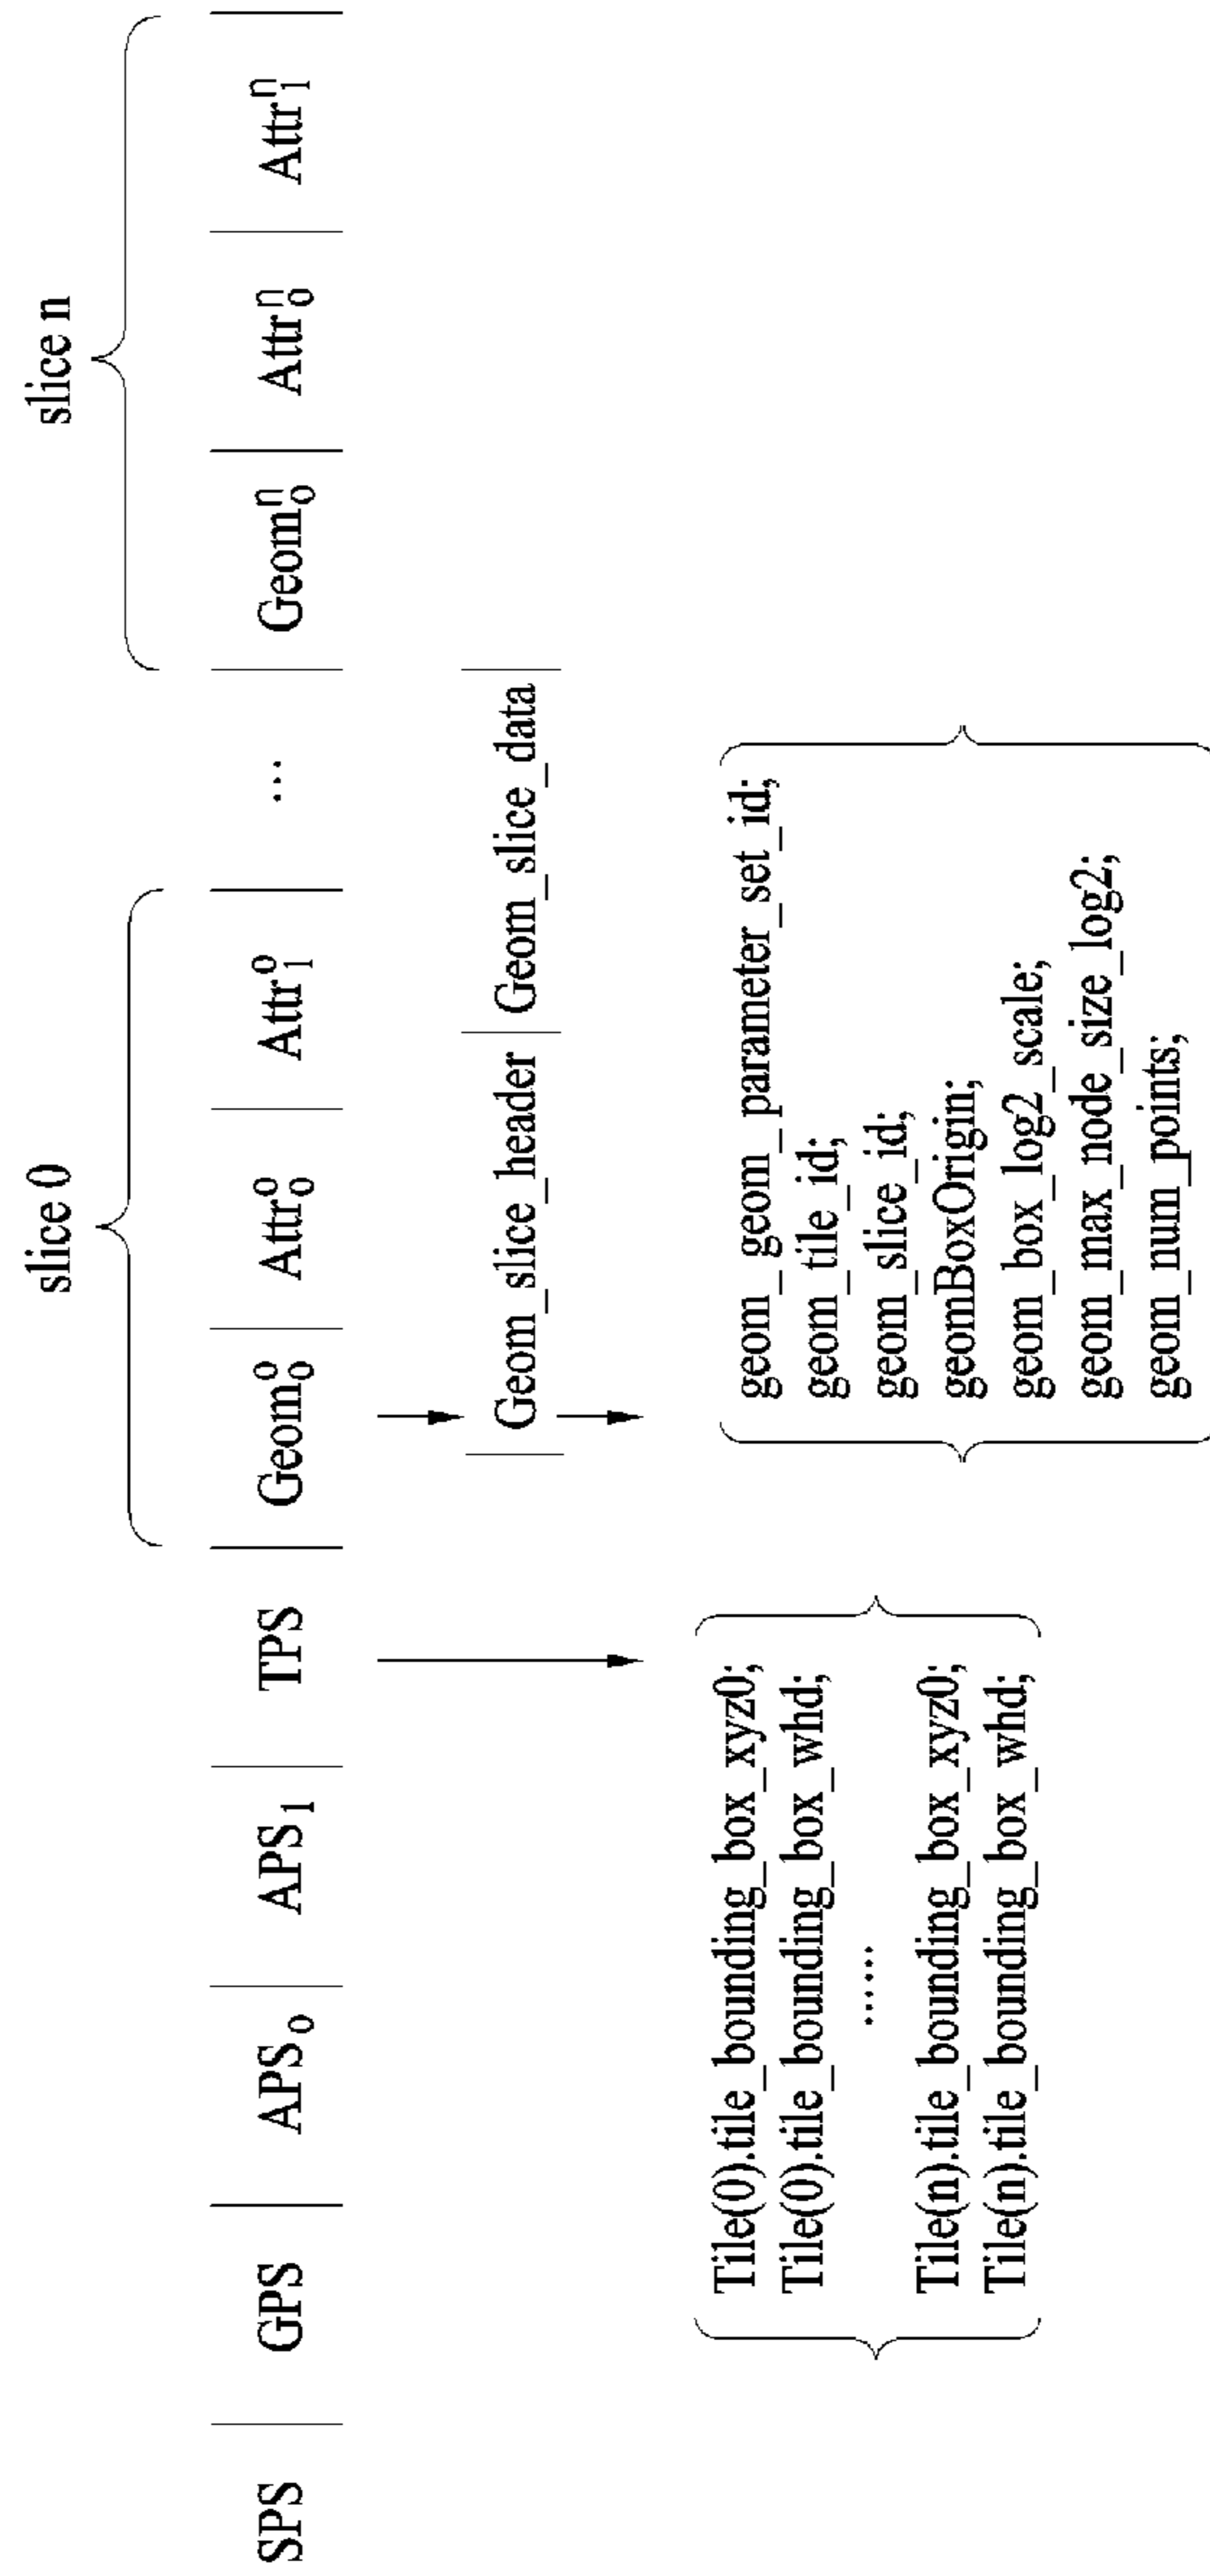 slice 0
slice n
SPS GPS APS₀ APS₁ TPS Geom₀⁰ Attr₀⁰ Attr₁⁰ ... Geom₀ⁿ Attr₀ⁿ Attr₁ⁿ
Geom_slice_header Geom_slice_data
Tile(0).tile_bounding_box_xyz0;
Tile(0).tile_bounding_box_whd;
......
Tile(n).tile_bounding_box_xyz0;
Tile(n).tile_bounding_box_whd;
geom_geom_parameter_set_id;
geom_tile_id;
geom_slice_id;
geomBoxOrigin;
geom_box_log2_scale;
geom_max_node_size_log2;
geom_num_points;